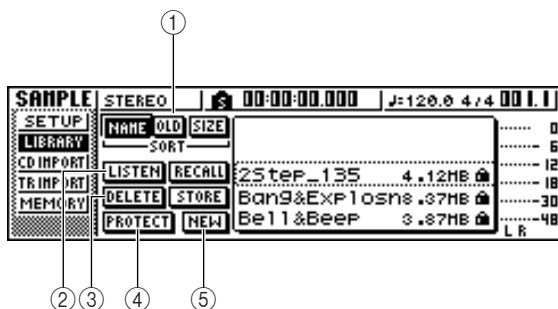 ①
SAMPLE STEREO S 00:00:00.000 ♩=120.0 4/4 001.1
SETUP NAME OLD SIZE 0
LIBRARY SORT 6
CD IMPORT LISTEN RECALL 2Step_135 4.12MB 12
TR IMPORT 18
MEMORY DELETE STORE Bang&Explosn8.37MB 30
PROTECT NEW Bell&Beep 3.87MB 48
L R
② ③ ④ ⑤